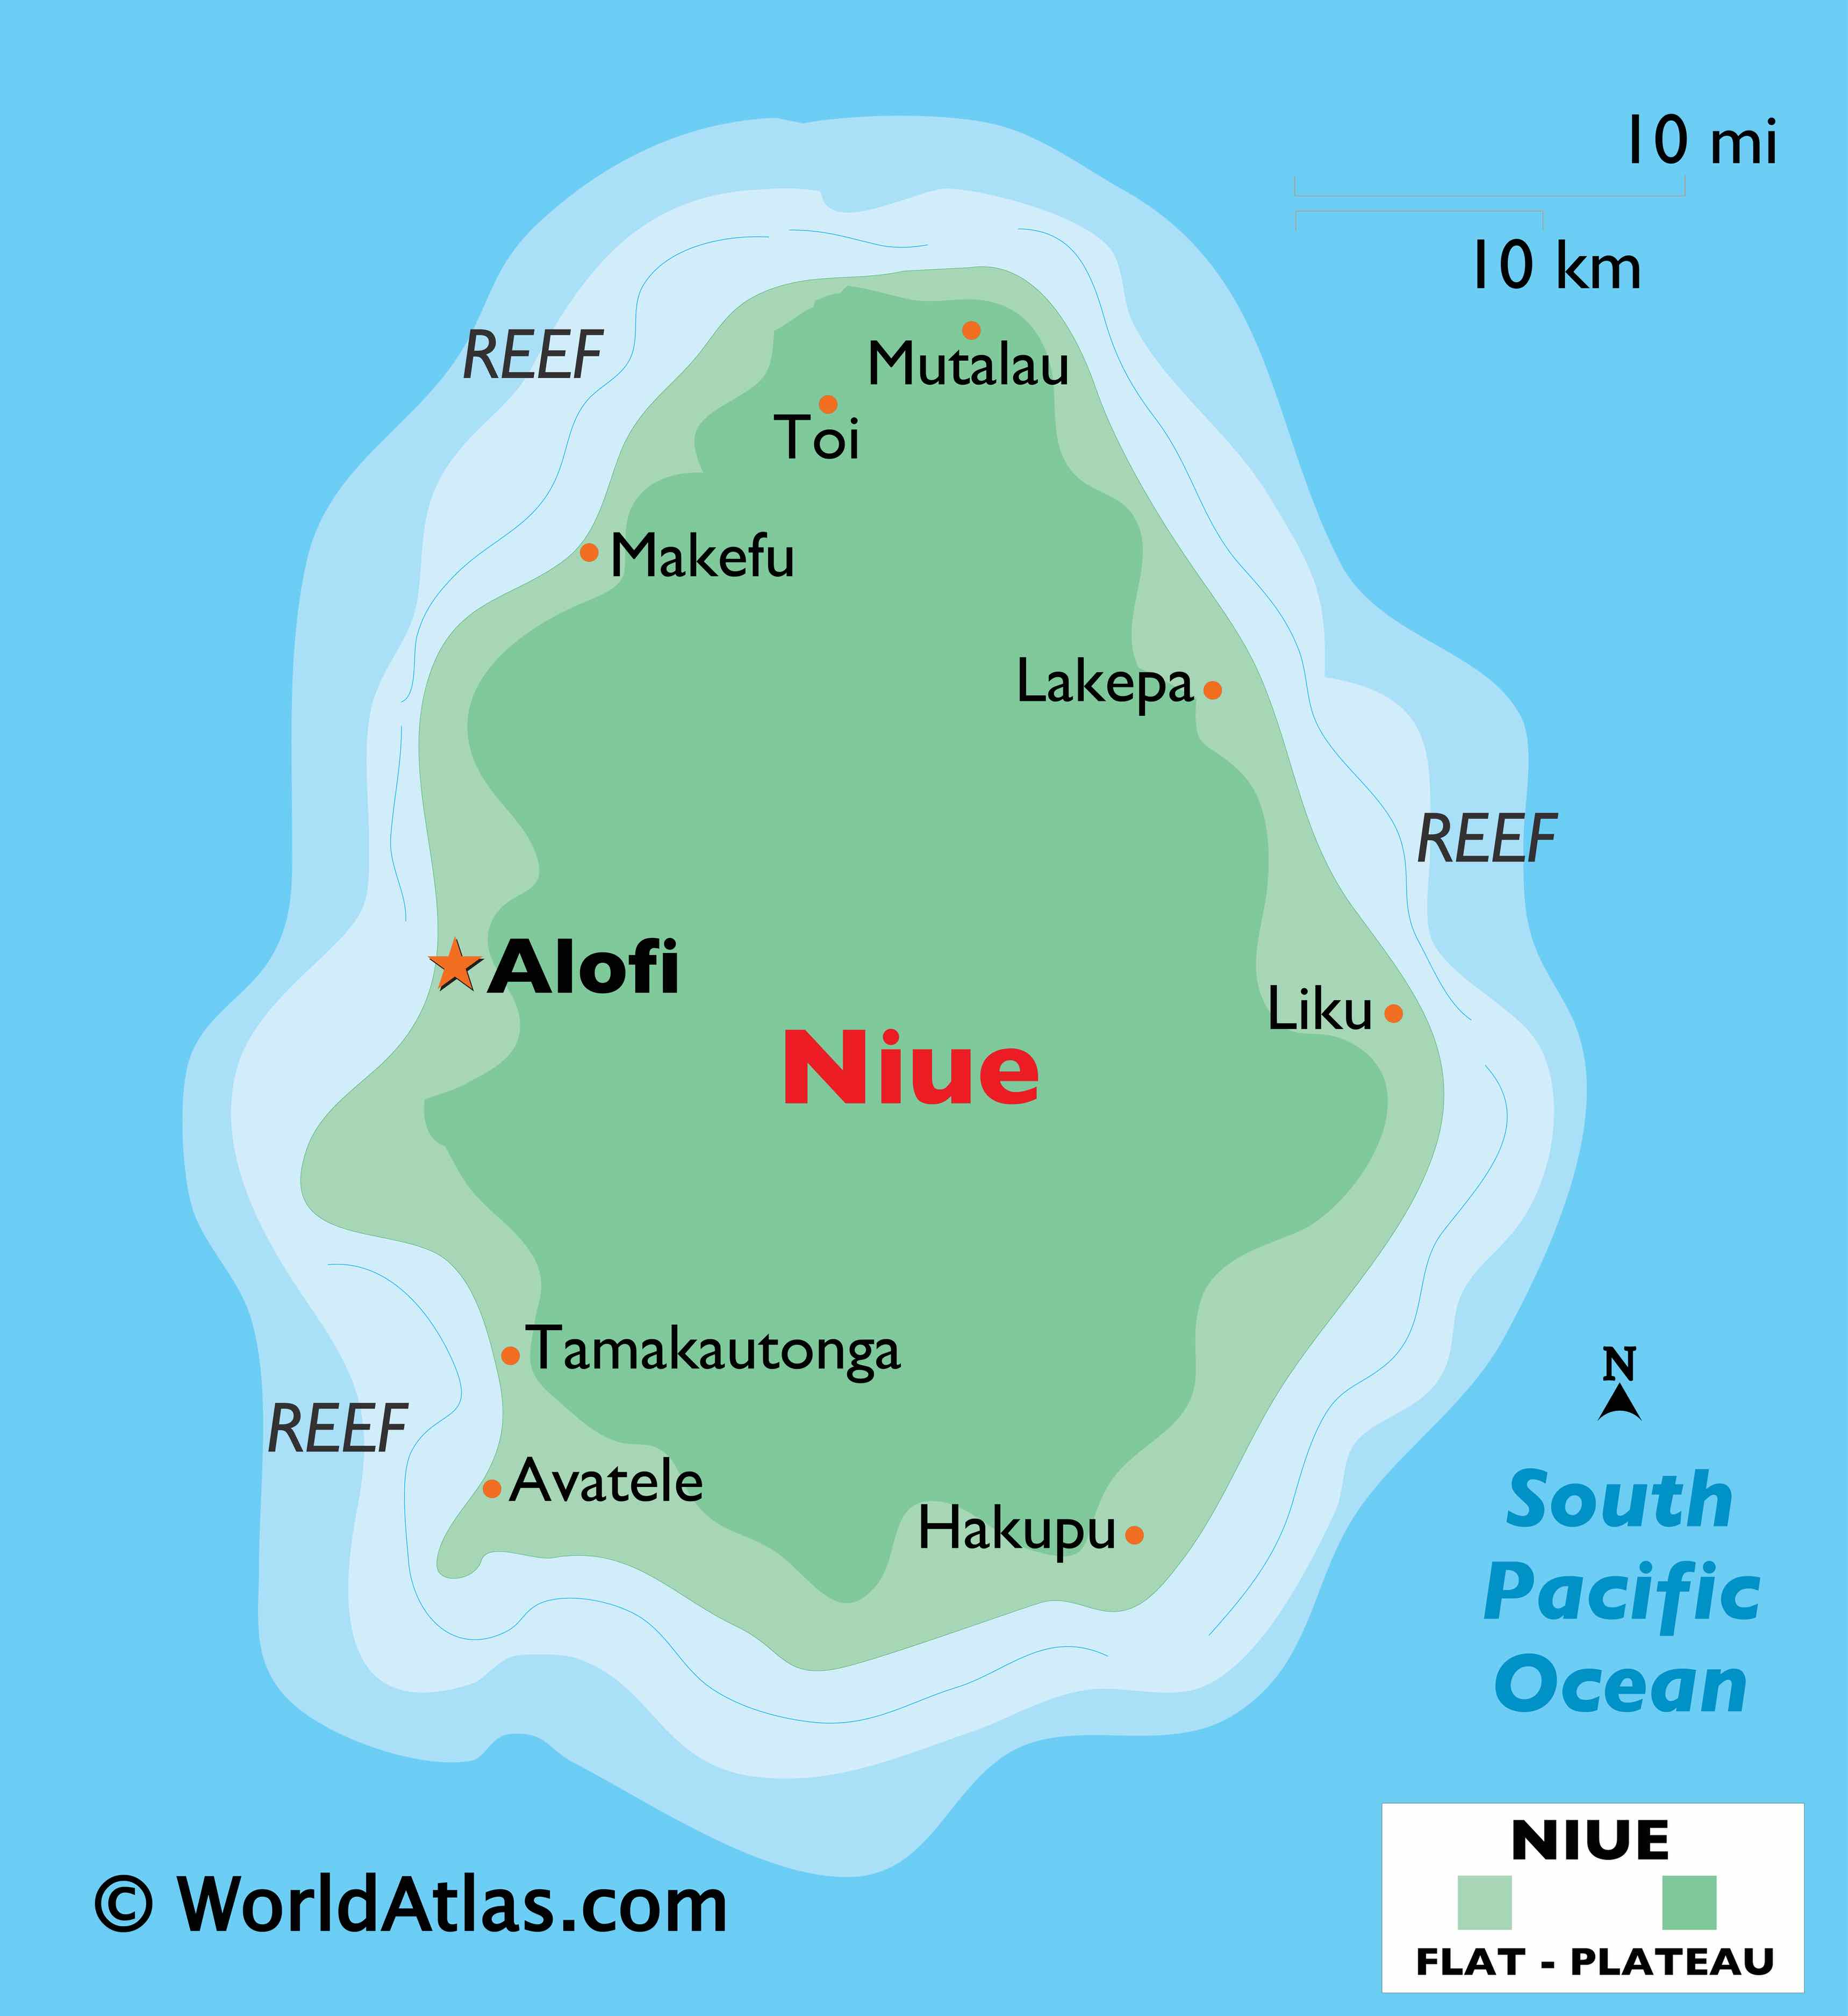 10 mi
10 km
REEF
Mutalau
Toi
Makefu
Lakepa
REEF
Alofi
Liku
Niue
Tamakautonga
REEF
Avatele
Hakupu
N
South
Pacific
Ocean
NIUE
FLAT - PLATEAU
© WorldAtlas.com